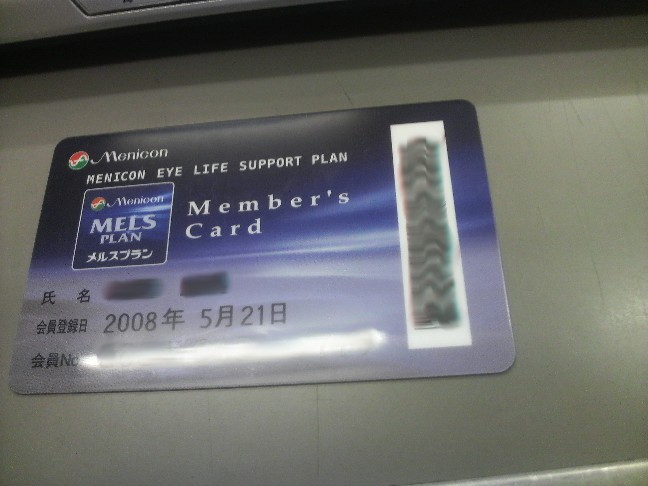 Menicon
MENICON EYE LIFE SUPPORT PLAN
Menicon
MELS
PLAN
メルスプラン
Member's
Card
氏 名
会員登録日 2008年 5月21日
会員No